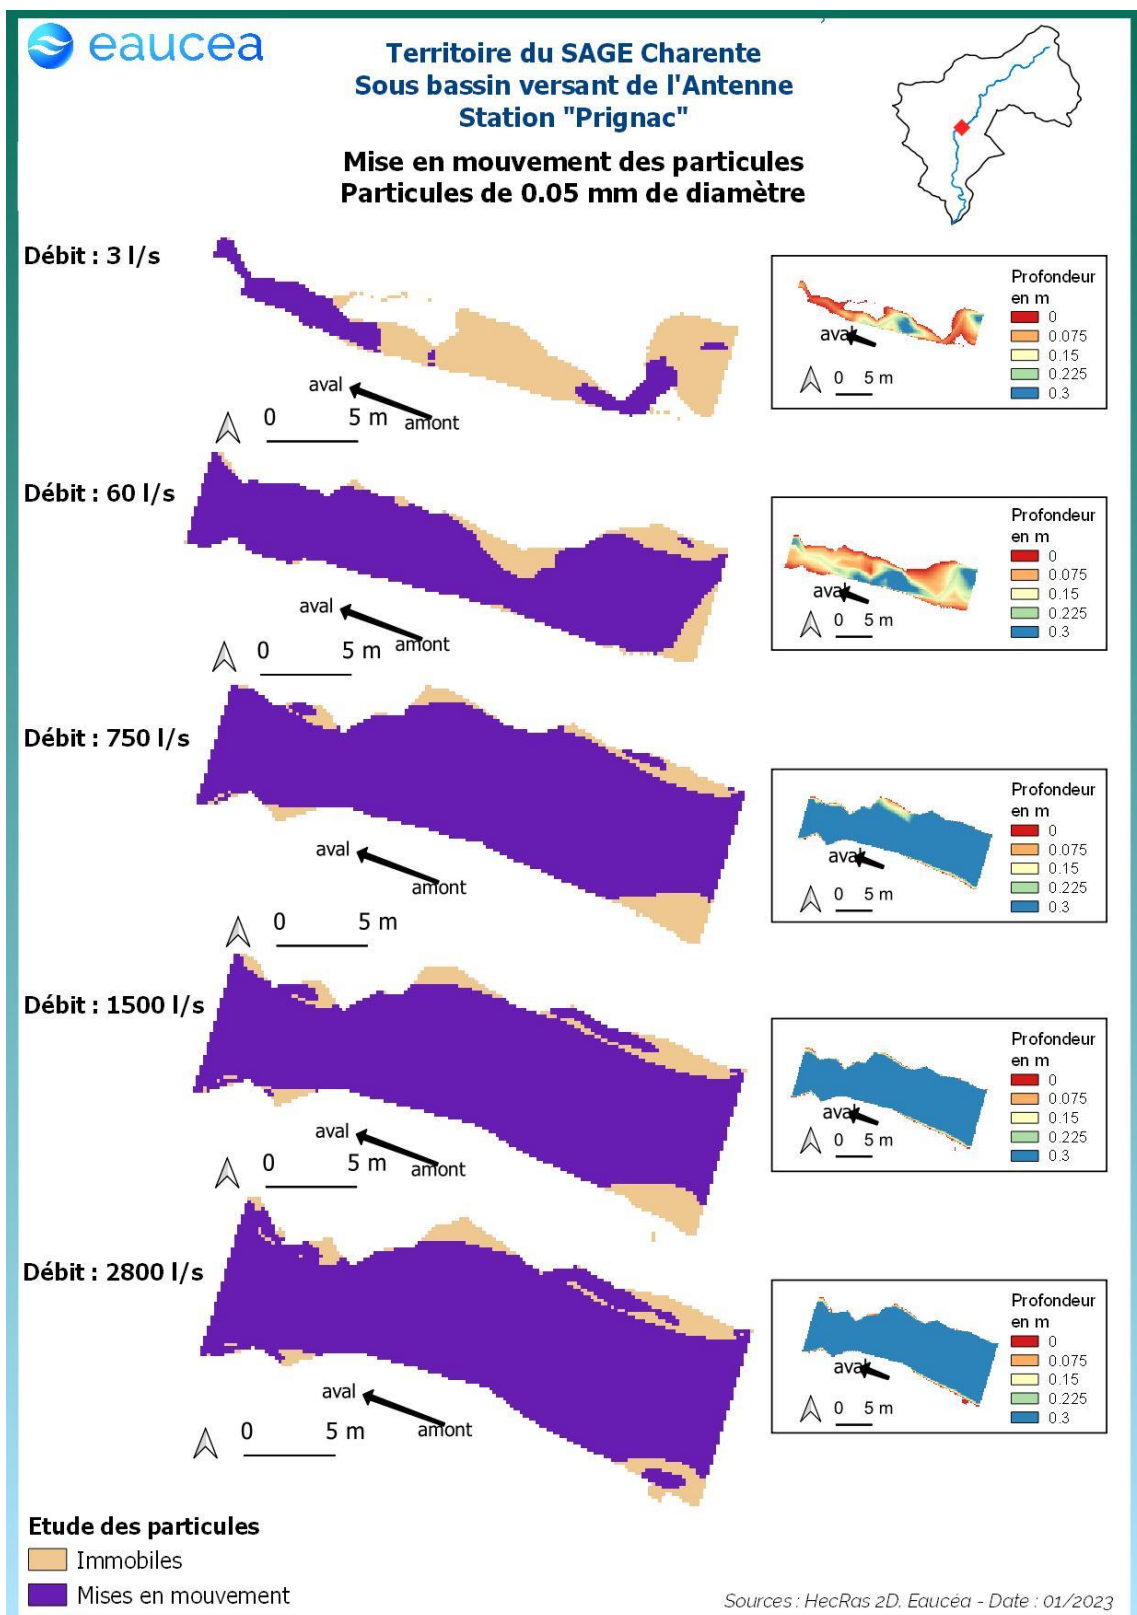 eaucea
Territoire du SAGE Charente
Sous bassin versant de l'Antenne
Station "Prignac"
Mise en mouvement des particules
Particules de 0.05 mm de diamètre
Débit : 3 l/s
aval
amont
0 5 m
Profondeur
en m
0
0.075
0.15
0.225
0.3
aval
0 5 m
Débit : 60 l/s
aval
amont
0 5 m
Profondeur
en m
0
0.075
0.15
0.225
0.3
aval
0 5 m
Débit : 750 l/s
aval
amont
0 5 m
Profondeur
en m
0
0.075
0.15
0.225
0.3
aval
0 5 m
Débit : 1500 l/s
aval
amont
0 5 m
Profondeur
en m
0
0.075
0.15
0.225
0.3
aval
0 5 m
Débit : 2800 l/s
aval
amont
0 5 m
Profondeur
en m
0
0.075
0.15
0.225
0.3
aval
0 5 m
Etude des particules
Immobiles
Mises en mouvement
Sources : HecRas 2D. Eaucéa - Date : 01/2023